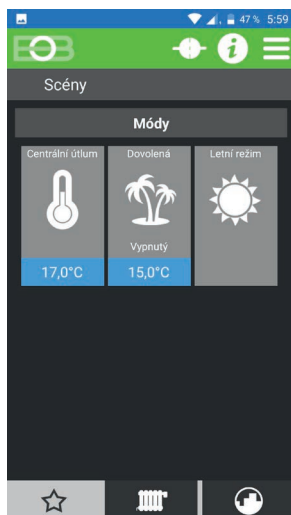 47 % 5:59
EOB
i
Scény
Módy
Centrální útlum
Dovolená
Letní režim
Vypnutý
17,0°C
15,0°C